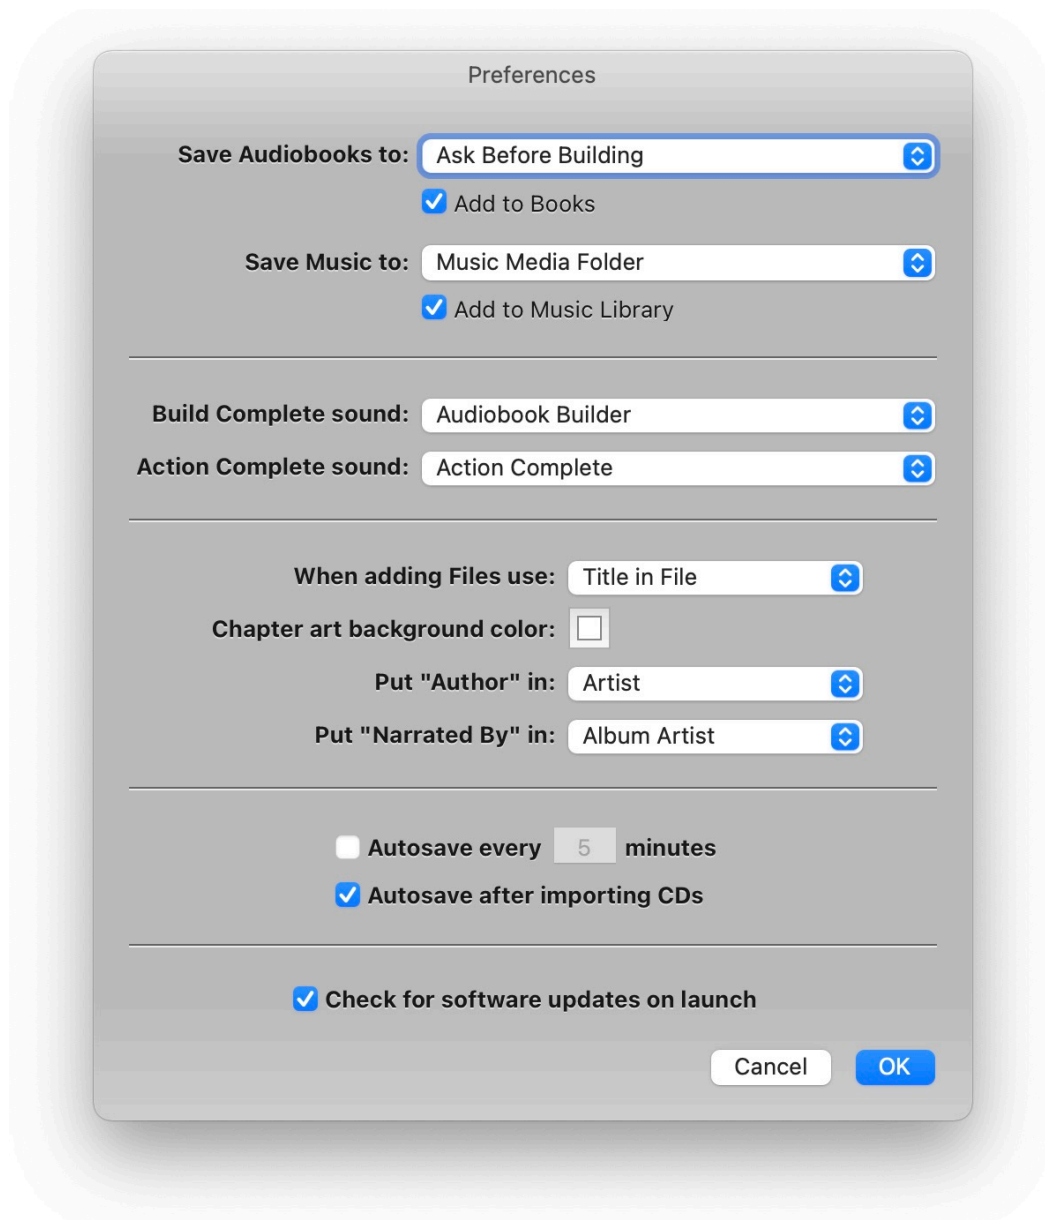 Preferences
Save Audiobooks to: Ask Before Building
Add to Books
Save Music to: Music Media Folder
Add to Music Library
Build Complete sound: Audiobook Builder
Action Complete sound: Action Complete
When adding Files use: Title in File
Chapter art background color:
Put "Author" in: Artist
Put "Narrated By" in: Album Artist
Autosave every 5 minutes
Autosave after importing CDs
Check for software updates on launch
Cancel OK